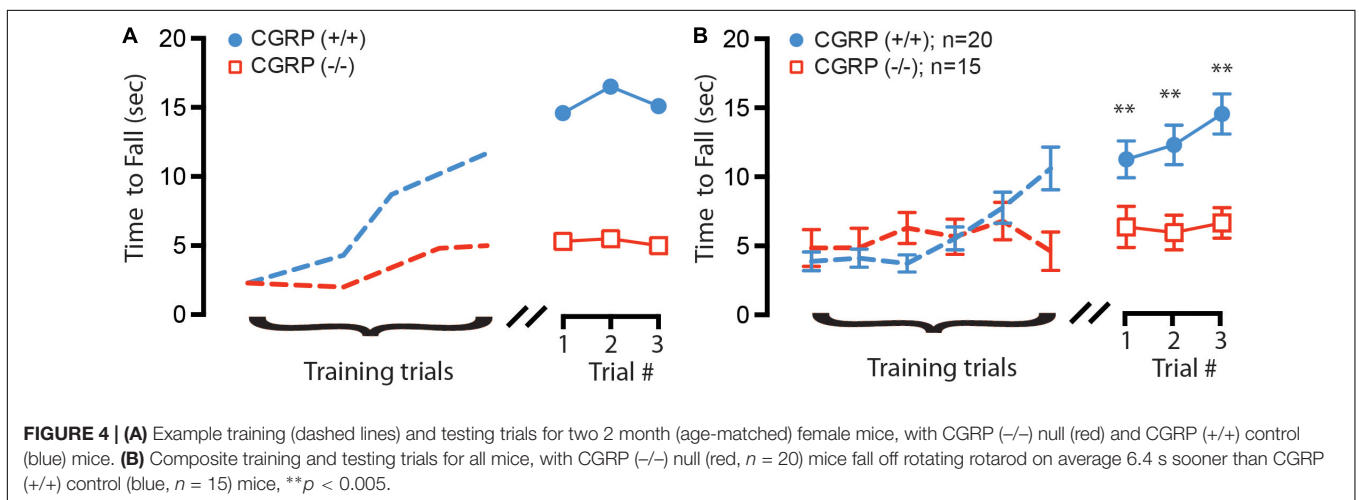 A
20
15
10
5
0
Time to Fall (sec)
CGRP (+/+)
CGRP (-/-)
Training trials
1 2 3
Trial #
B
20
15
10
5
0
Time to Fall (sec)
CGRP (+/+); n=20
CGRP (-/-); n=15
** ** **
Training trials
1 2 3
Trial #
FIGURE 4 | (A) Example training (dashed lines) and testing trials for two 2 month (age-matched) female mice, with CGRP (−/−) null (red) and CGRP (+/+) control
(blue) mice. (B) Composite training and testing trials for all mice, with CGRP (−/−) null (red, n = 20) mice fall off rotating rotarod on average 6.4 s sooner than CGRP
(+/+) control (blue, n = 15) mice, **p < 0.005.